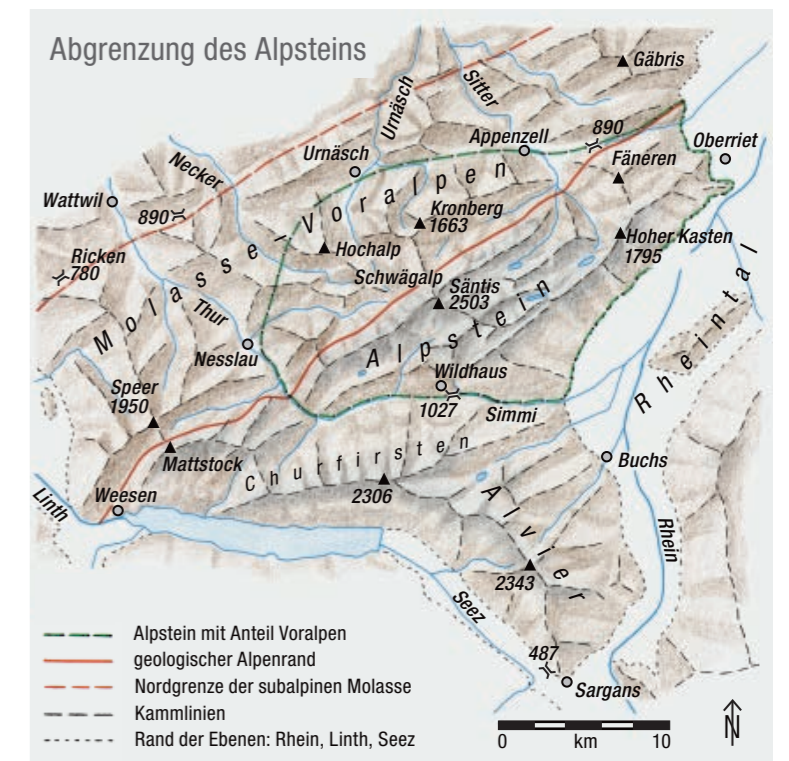 Abgrenzung des Alpsteins
Gäbris
Sitter
Urnäsch
Appenzell
890
Oberriet
Urnäsch
Fäneren
Necker
Wattwil
890
Molasse-Voralpen
Kronberg
1663
Hochalp
Hoher Kasten
1795
Ricken
780
Schwägalp
Säntis
2503
Thur
Alpstein
Rheintal
Nesslau
Wildhaus
1027
Simmi
Speer
1950
Mattstock
Churfirsten
2306
Buchs
Linth
Weesen
Alvier
2343
Rhein
Seez
487
Sargans
Alpstein mit Anteil Voralpen
geologischer Alpenrand
Nordgrenze der subalpinen Molasse
Kammlinien
Rand der Ebenen: Rhein, Linth, Seez
0 km 10
N